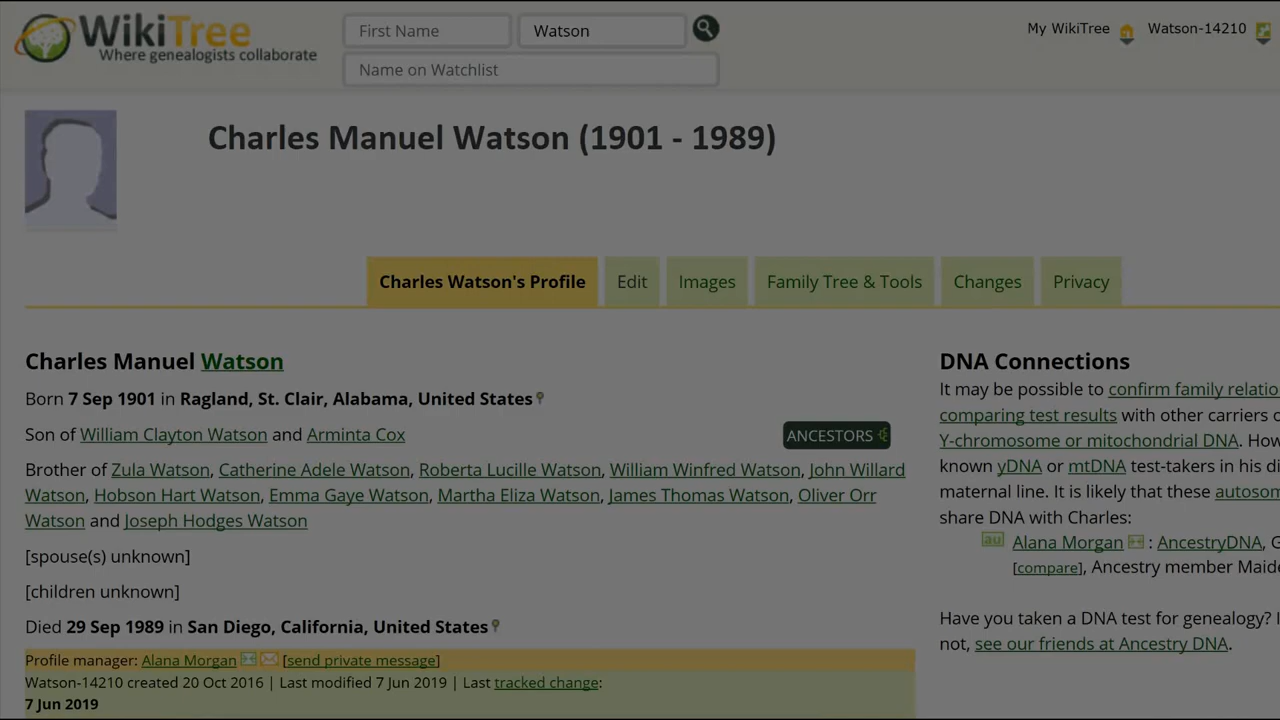 WikiTree
Where genealogists collaborate
First Name
Watson
Name on Watchlist
My WikiTree
Watson-14210
Charles Manuel Watson (1901 - 1989)
Charles Watson's Profile
Edit
Images
Family Tree & Tools
Changes
Privacy
Charles Manuel Watson
Born 7 Sep 1901 in Ragland, St. Clair, Alabama, United States
Son of William Clayton Watson and Arminta Cox
ANCESTORS
Brother of Zula Watson, Catherine Adele Watson, Roberta Lucille Watson, William Winfred Watson, John Willard
Watson, Hobson Hart Watson, Emma Gaye Watson, Martha Eliza Watson, James Thomas Watson, Oliver Orr
Watson and Joseph Hodges Watson
[spouse(s) unknown]
[children unknown]
Died 29 Sep 1989 in San Diego, California, United States
Profile manager: Alana Morgan [send private message]
Watson-14210 created 20 Oct 2016 | Last modified 7 Jun 2019 | Last tracked change:
7 Jun 2019
DNA Connections
It may be possible to confirm family relatio
comparing test results with other carriers o
Y-chromosome or mitochondrial DNA. How
known yDNA or mtDNA test-takers in his di
maternal line. It is likely that these autosom
share DNA with Charles:
au Alana Morgan : AncestryDNA, G
[compare], Ancestry member Maide
Have you taken a DNA test for genealogy? I
not, see our friends at Ancestry DNA.